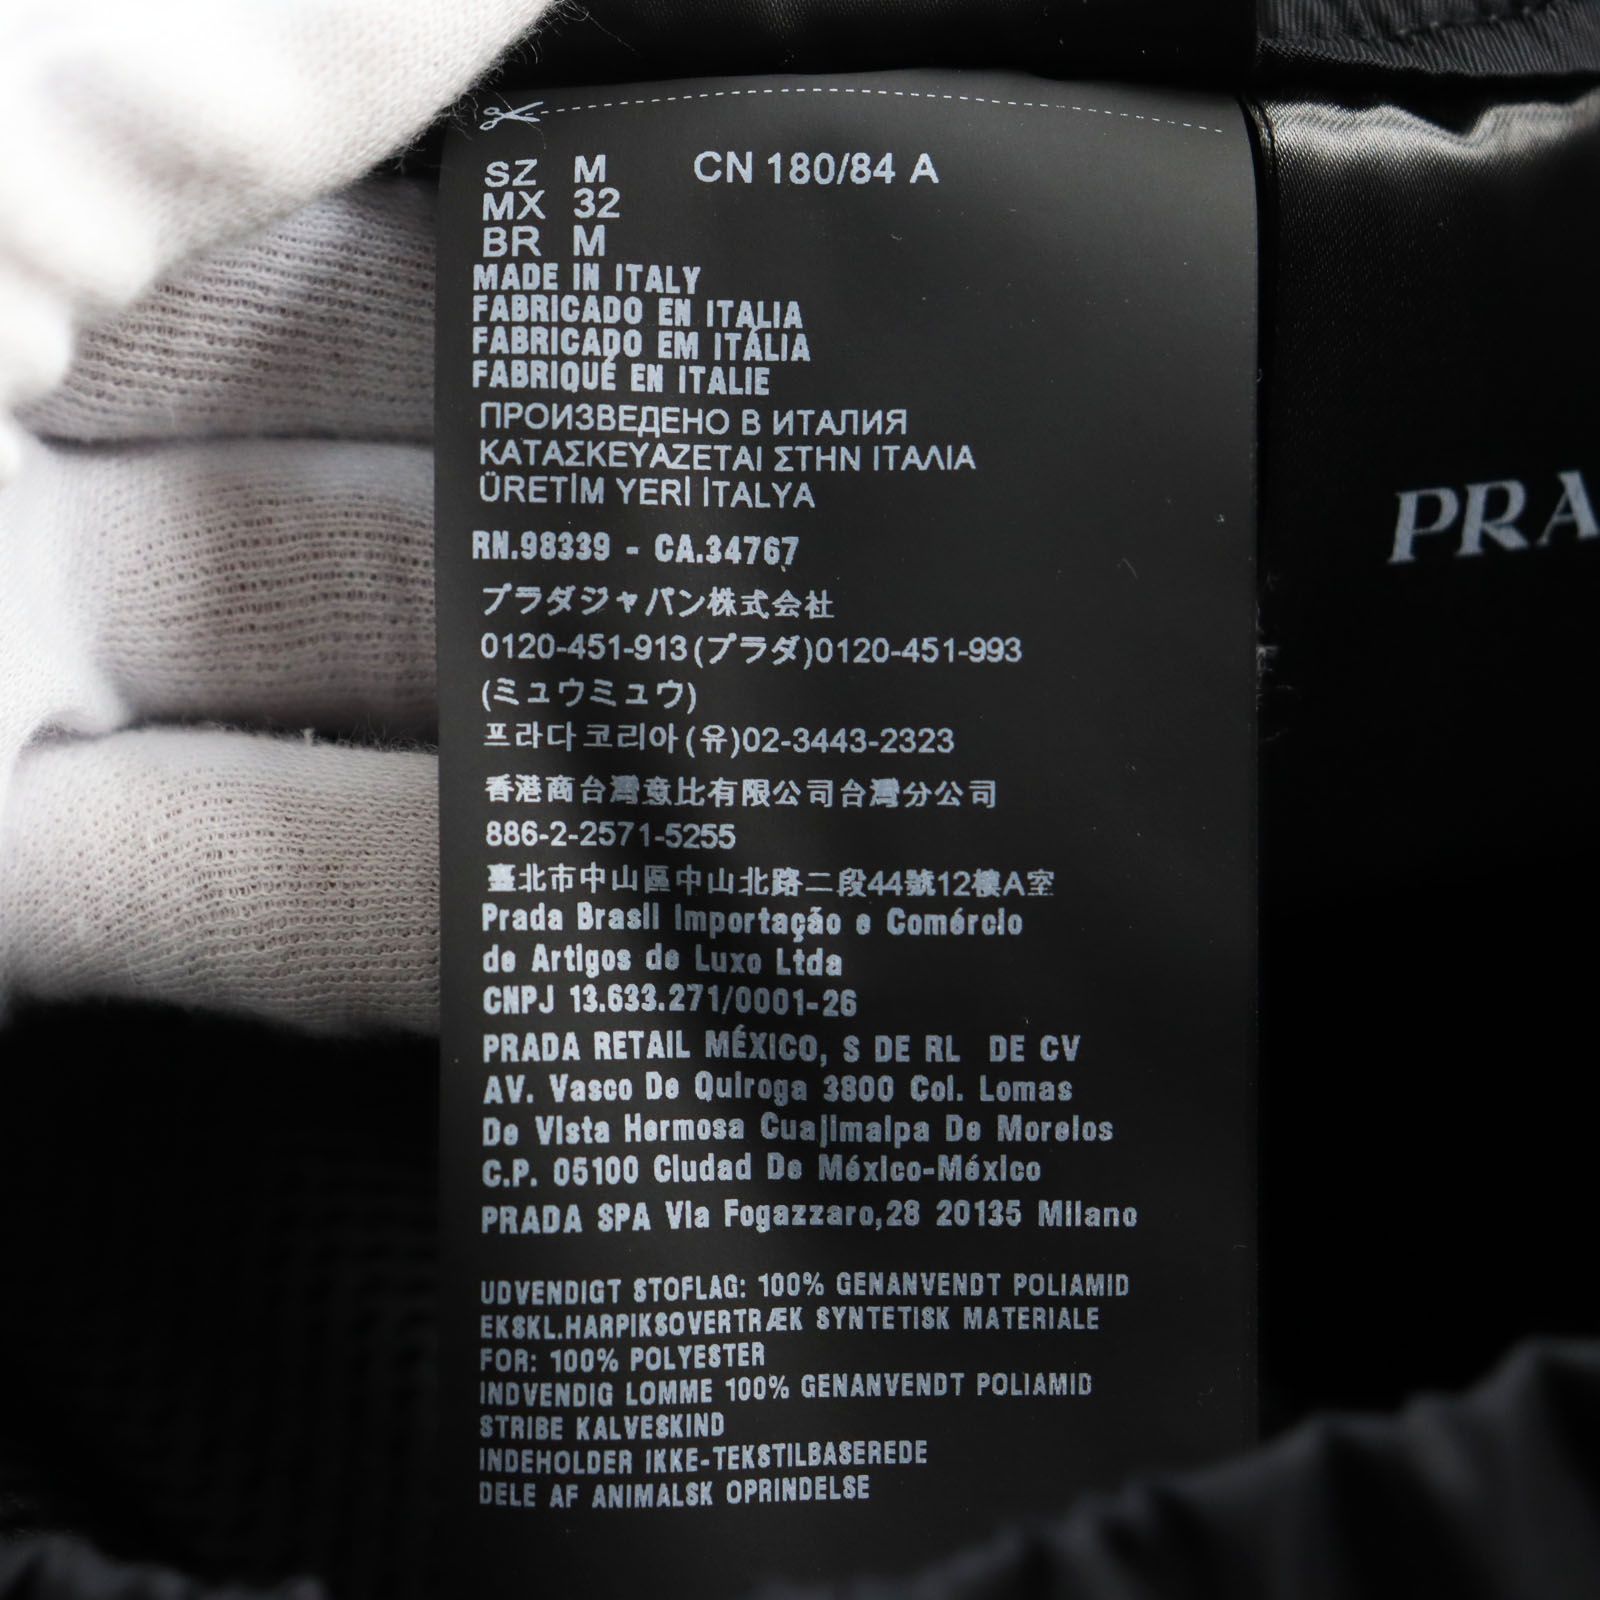 SZ M CN 180/84 A
MX 32
BR M
MADE IN ITALY
FABRICADO EN ITALIA
FABRICADO EM ITÁLIA
FABRIQUÉ EN ITALIE
ПРОИЗВЕДЕНО В ИТАЛИЯ
ΚΑΤΑΣΚΕΥΑΖΕΤΑΙ ΣΤΗΝ ΙΤΑΛΙΑ
ÜRETİM YERİ İTALYA
RN.98339 - CA.34767
プラダジャパン株式会社
0120-451-913(プラダ)0120-451-993
(ミュウミュウ)
프라다코리아(유)02-3443-2323
香港商台灣意比有限公司台灣分公司
886-2-2571-5255
臺北市中山區中山北路二段44號12樓A室
Prada Brasil Importação e Comércio
de Artigos de Luxo Ltda
CNPJ 13.633.271/0001-26
PRADA RETAIL MÉXICO, S DE RL DE CV
AV. Vasco De Quiroga 3800 Col. Lomas
De Vista Hermosa Cuajimalpa De Morelos
C.P. 05100 Ciudad De México-México
PRADA SPA Via Fogazzaro,28 20135 Milano
UDVENDIGT STOFLAG: 100% GENANVENDT POLIAMID
EKSKL.HARPIKSOVERTRÆK SYNTETISK MATERIALE
FOR: 100% POLYESTER
INDVENDIG LOMME 100% GENANVENDT POLIAMID
STRIBE KALVESKIND
INDEHOLDER IKKE-TEKSTILBASEREDE
DELE AF ANIMALSK OPRINDELSE
PRA